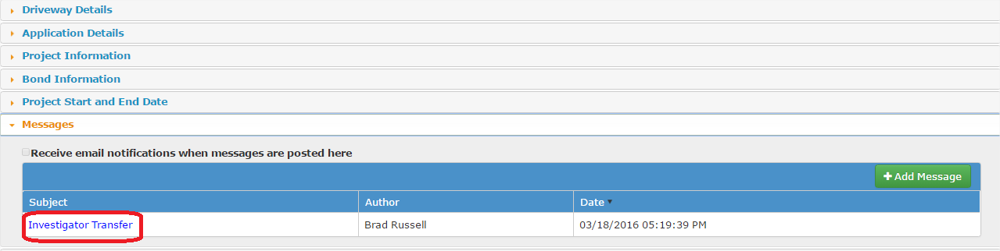 Driveway Details
Application Details
Project Information
Bond Information
Project Start and End Date
Messages
Receive email notifications when messages are posted here
Add Message
Subject Author Date
Investigator Transfer Brad Russell 03/18/2016 05:19:39 PM